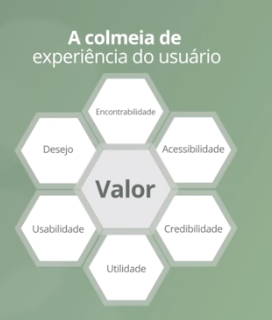 A colmeia de
experiência do usuário
Encontrabilidade
Desejo
Acessibilidade
Valor
Usabilidade
Credibilidade
Utilidade